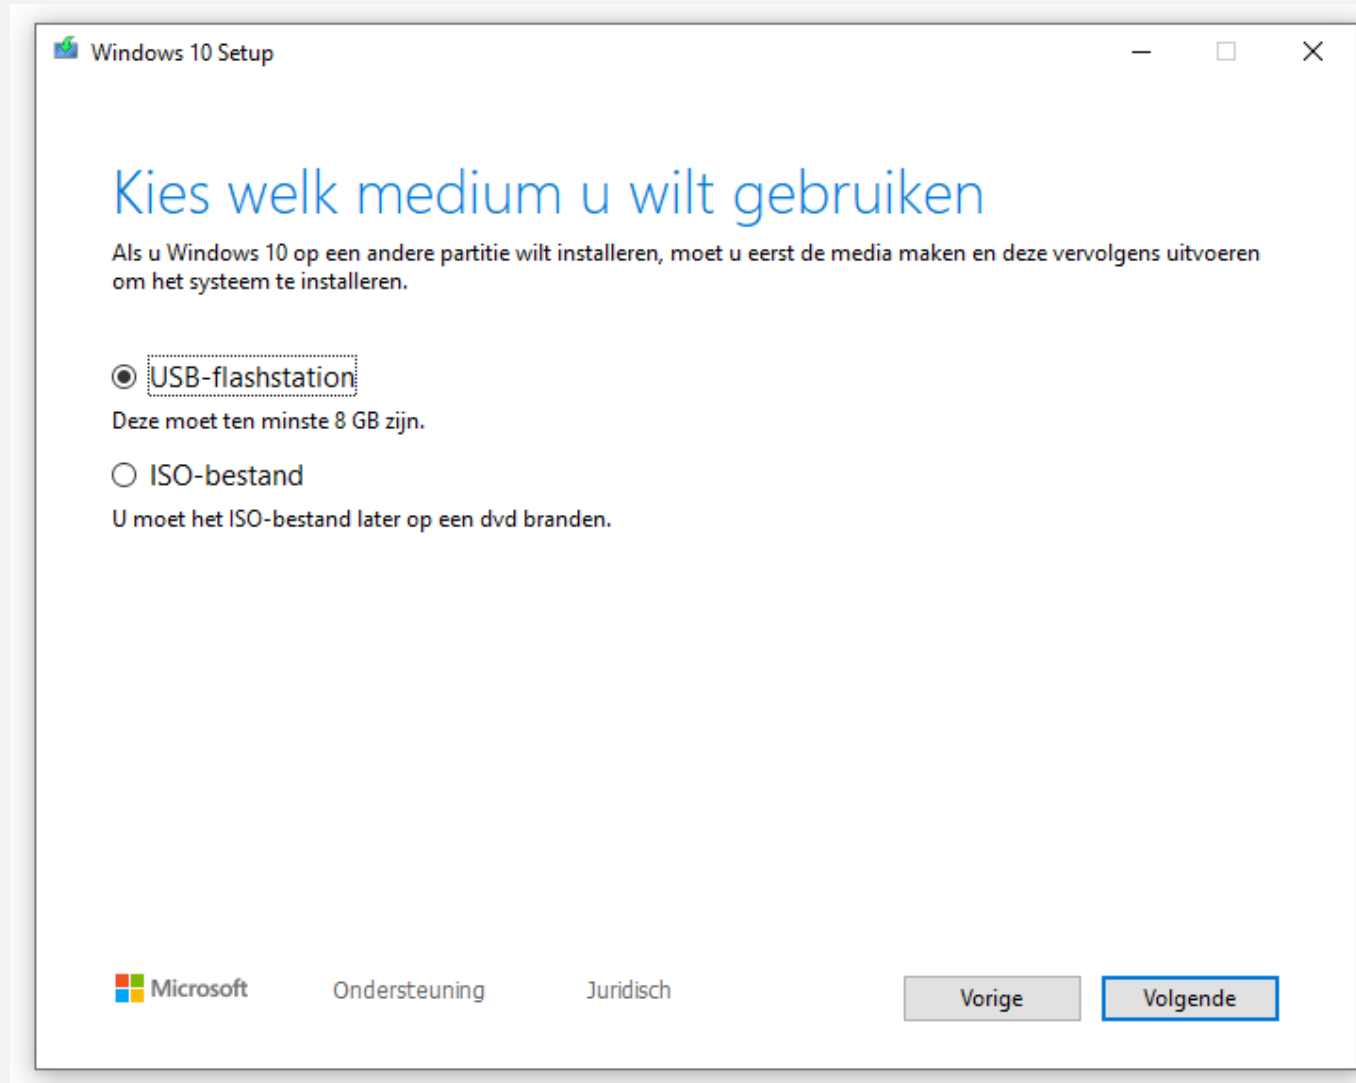 Windows 10 Setup
Kies welk medium u wilt gebruiken
Als u Windows 10 op een andere partitie wilt installeren, moet u eerst de media maken en deze vervolgens uitvoeren
om het systeem te installeren.
USB-flashstation
Deze moet ten minste 8 GB zijn.
ISO-bestand
U moet het ISO-bestand later op een dvd branden.
Microsoft Ondersteuning Juridisch Vorige Volgende